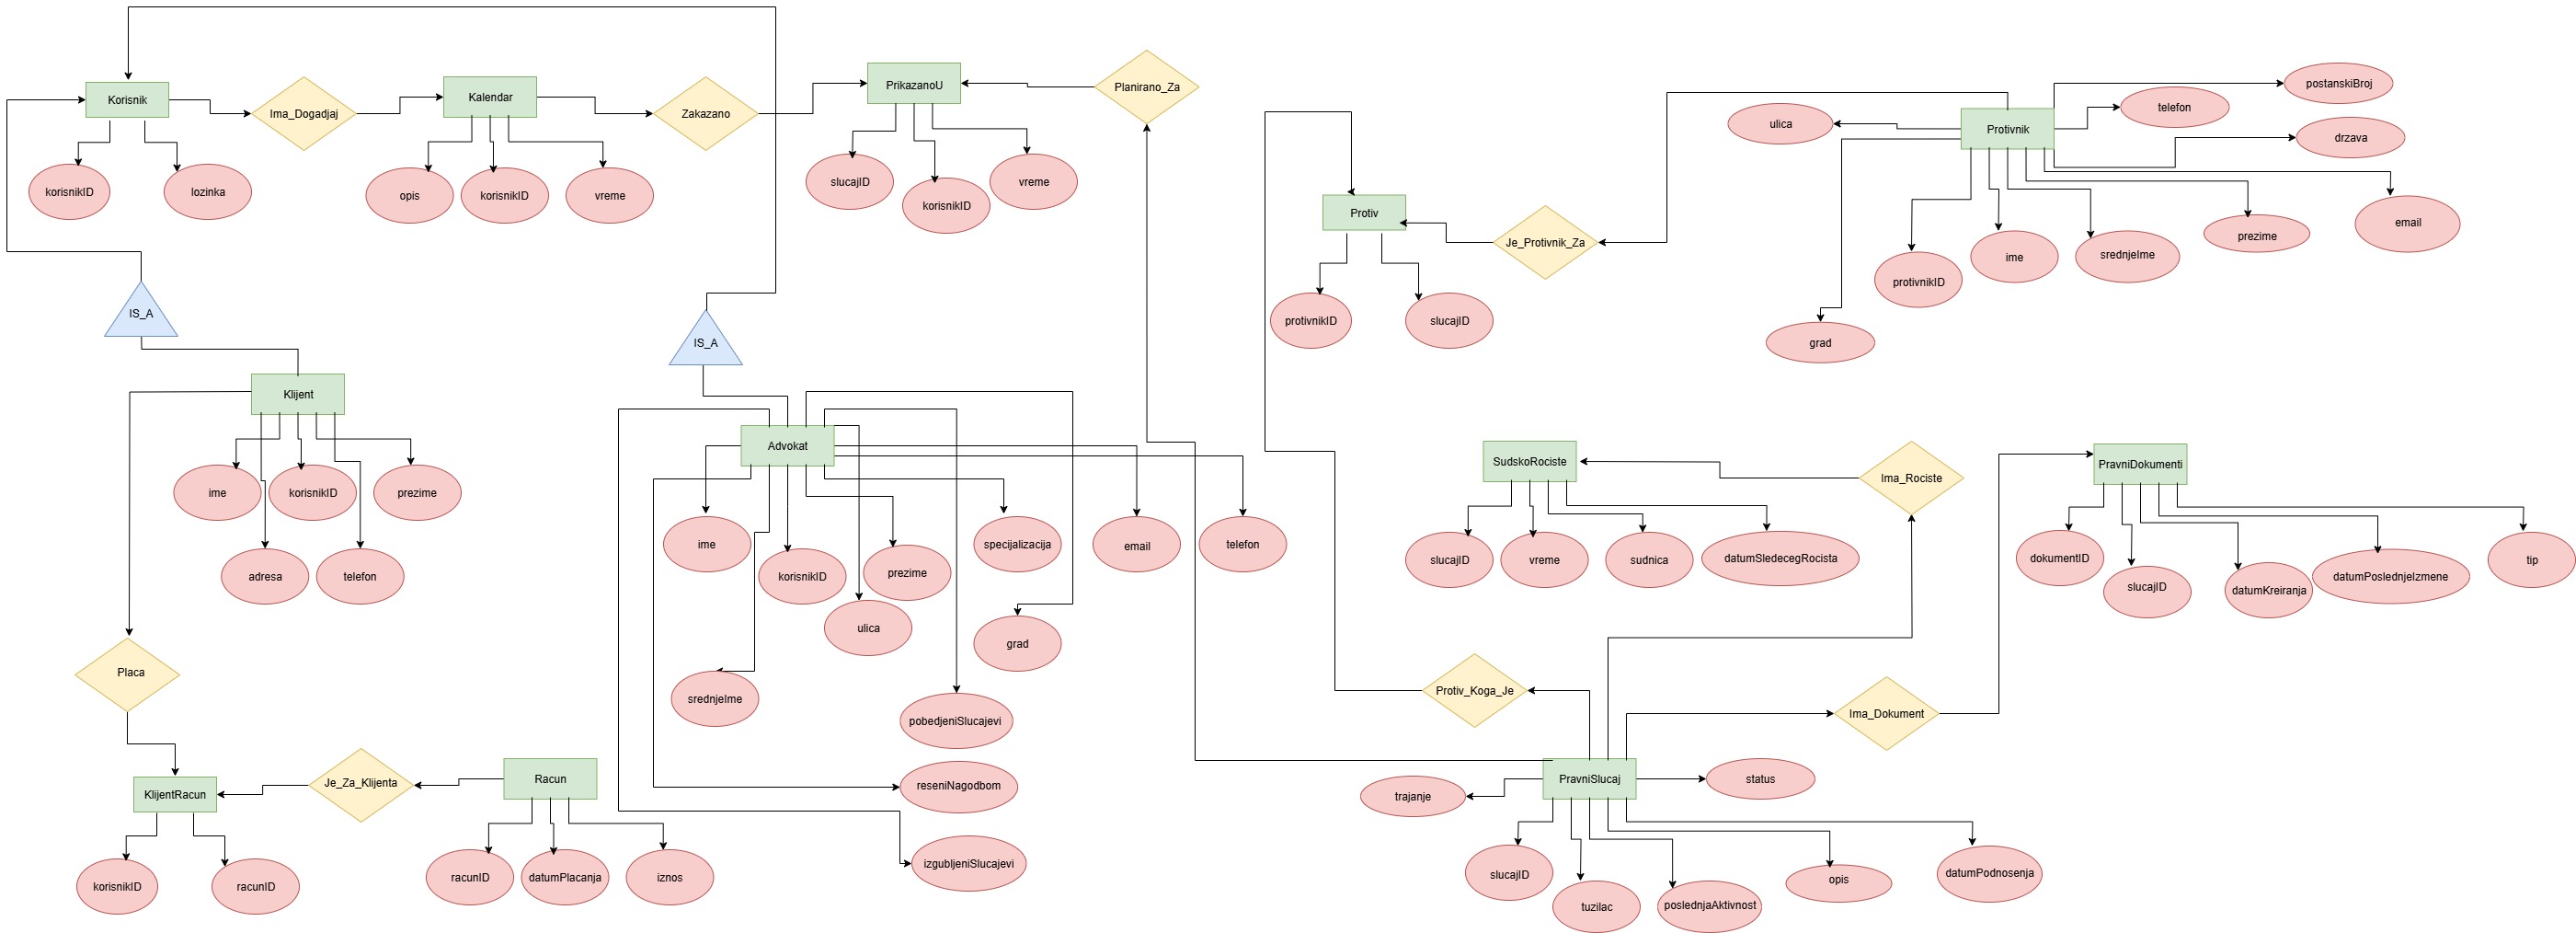 Korisnik
Ima_Dogadjaj
Kalendar
Zakazano
PrikazanoU
Planirano_Za
korisnikID
lozinka
opis
korisnikID
vreme
slucajID
korisnikID
vreme
Protivnik
postanskiBroj
telefon
ulica
drzava
email
prezime
srednjeIme
ime
protivnikID
grad
Protiv
Je_Protivnik_Za
protivnikID
slucajID
IS_A
IS_A
Klijent
ime
korisnikID
prezime
adresa
telefon
Advokat
ime
korisnikID
prezime
specijalizacija
email
telefon
ulica
grad
srednjeIme
pobedjeniSlucajevi
reseniNagodbom
izgubljeniSlucajevi
SudskoRociste
Ima_Rociste
slucajID
vreme
sudnica
datumSledecegRocista
PravniDokumenti
dokumentID
slucajID
datumKreiranja
datumPoslednjeIzmene
tip
Placa
KlijentRacun
Je_Za_Klijenta
Racun
korisnikID
racunID
racunID
datumPlacanja
iznos
Protiv_Koga_Je
Ima_Dokument
PravniSlucaj
trajanje
status
slucajID
tuzilac
poslednjaAktivnost
opis
datumPodnosenja